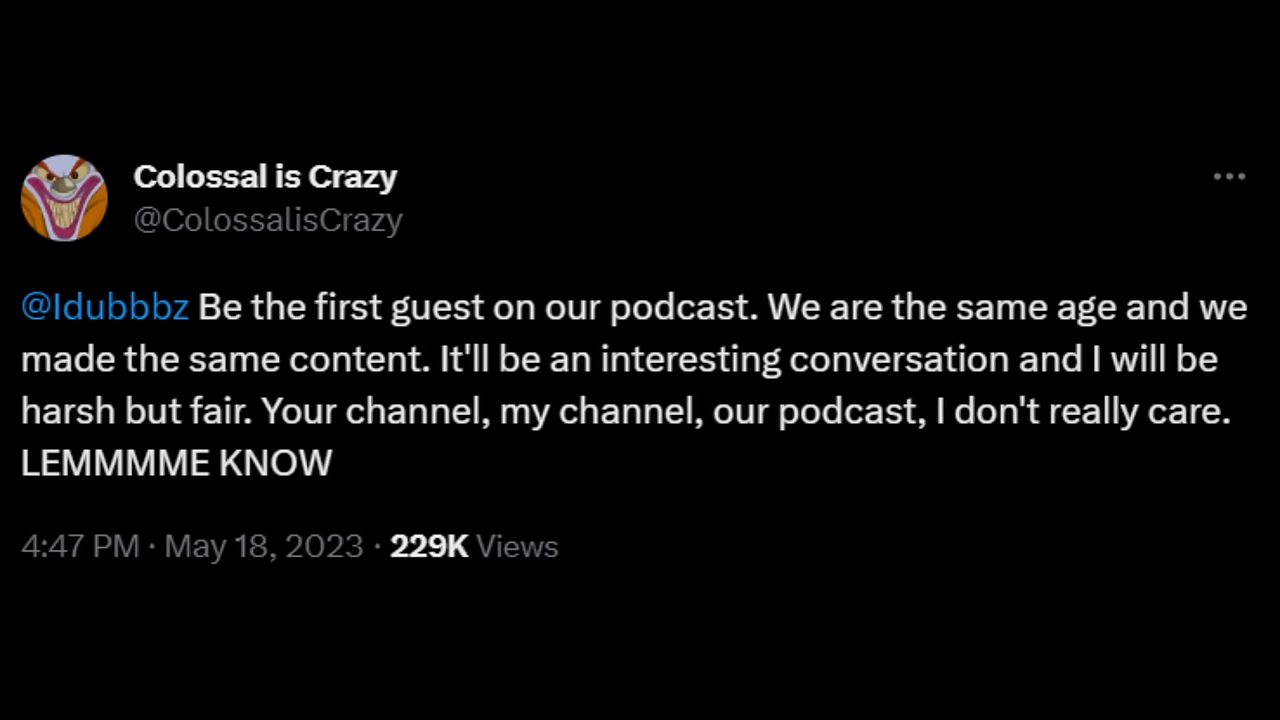 Colossal is Crazy
@ColossalisCrazy
@Idubbbz Be the first guest on our podcast. We are the same age and we
made the same content. It'll be an interesting conversation and I will be
harsh but fair. Your channel, my channel, our podcast, I don't really care.
LEMMMME KNOW
4:47 PM · May 18, 2023 · 229K Views